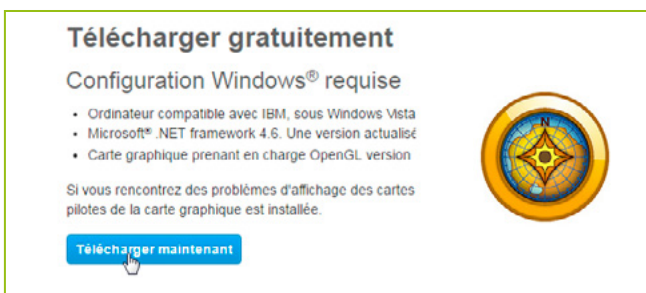 Télécharger gratuitement
Configuration Windows® requise
• Ordinateur compatible avec IBM, sous Windows Vista
• Microsoft® .NET framework 4.6. Une version actualisé
• Carte graphique prenant en charge OpenGL version
Si vous rencontrez des problèmes d'affichage des cartes
pilotes de la carte graphique est installée.
Télécharger maintenant
N